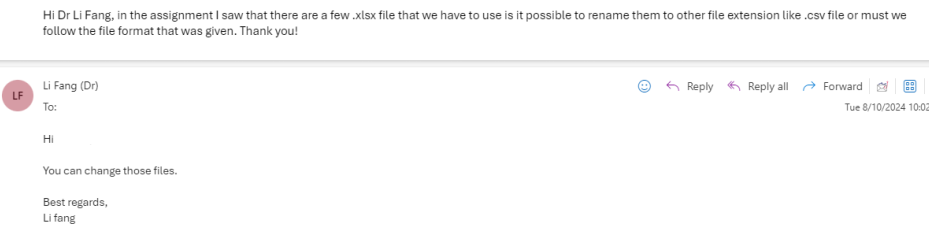 Hi Dr Li Fang, in the assignment I saw that there are a few .xlsx file that we have to use is it possible to rename them to other file extension like .csv file or must we
follow the file format that was given. Thank you!
LF
Li Fang (Dr)
Reply
Reply all
Forward
To:
Tue 8/10/2024 10:02
Hi
You can change those files.
Best regards,
Li fang